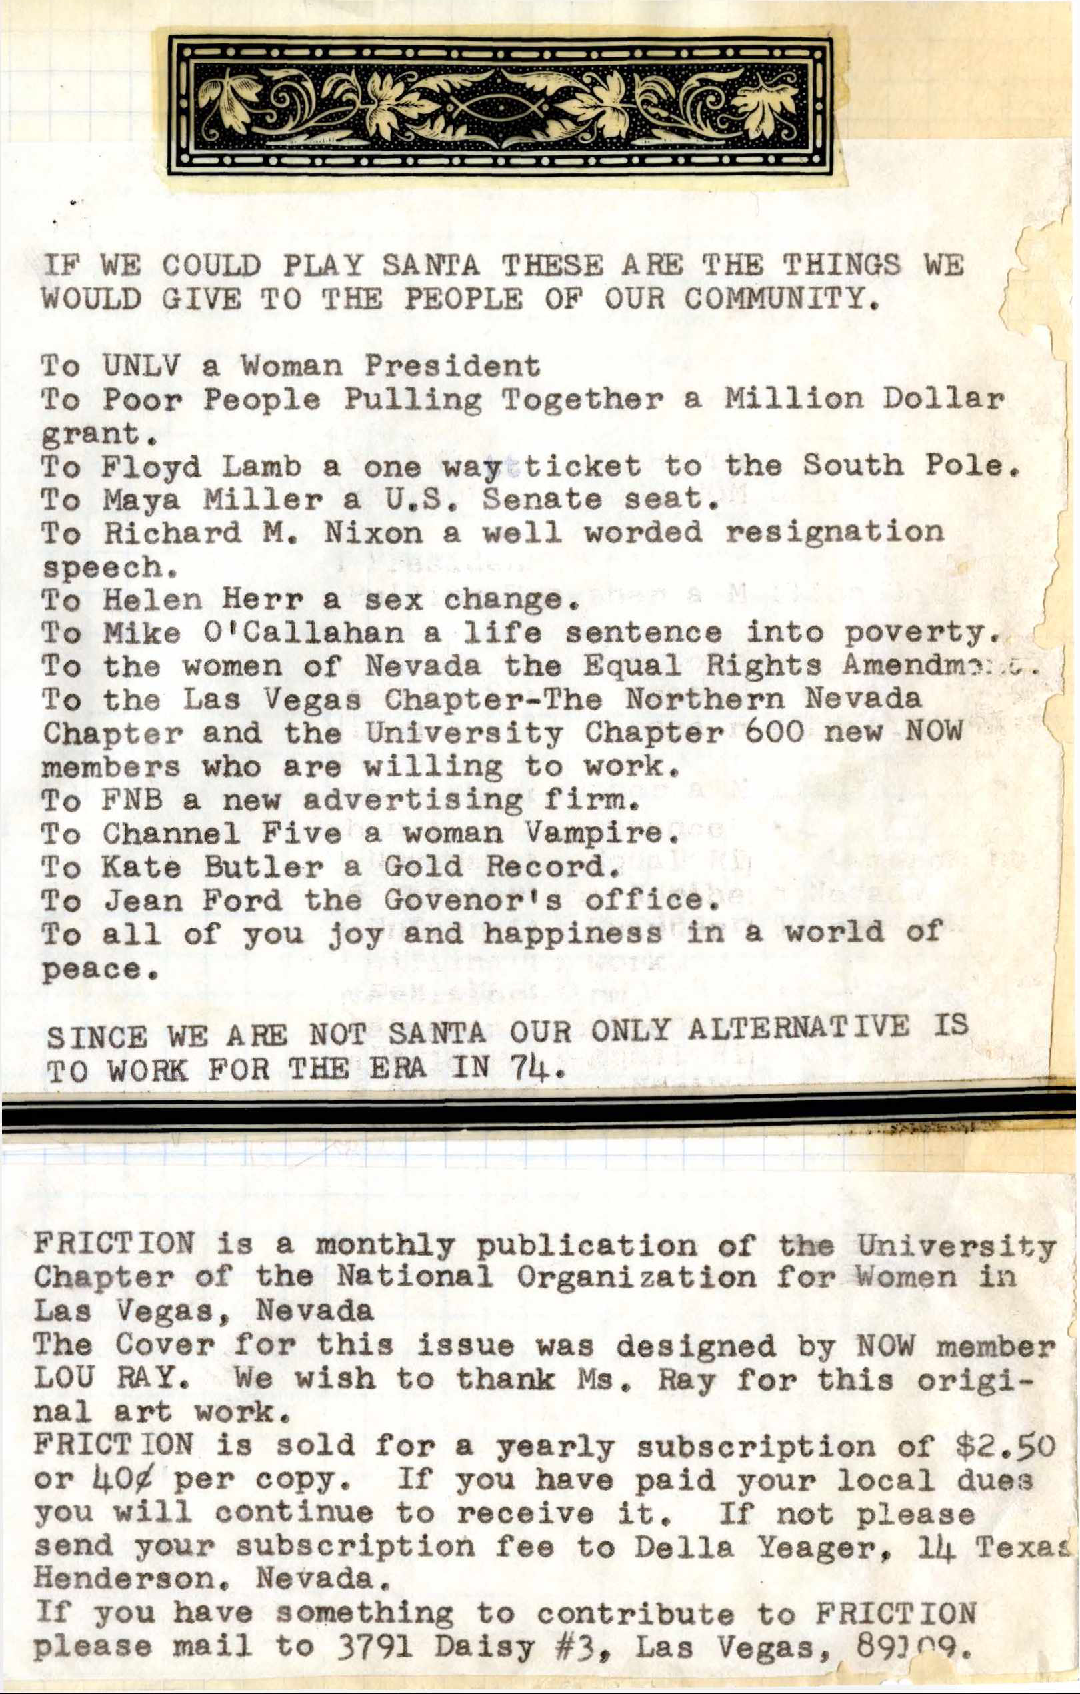 IF WE COULD PLAY SANTA THESE ARE THE THINGS WE
WOULD GIVE TO THE PEOPLE OF OUR COMMUNITY.
To UNLV a Woman President
To Poor People Pulling Together a Million Dollar
grant.
To Floyd Lamb a one way ticket to the South Pole.
To Maya Miller a U.S. Senate seat.
To Richard M. Nixon a well worded resignation
speech.
To Helen Herr a sex change.
To Mike O'Callahan a life sentence into poverty.
To the women of Nevada the Equal Rights Amendment.
To the Las Vegas Chapter-The Northern Nevada
Chapter and the University Chapter 600 new NOW
members who are willing to work.
To FNB a new advertising firm.
To Channel Five a woman Vampire.
To Kate Butler a Gold Record.
To Jean Ford the Govenor's office.
To all of you joy and happiness in a world of
peace.
SINCE WE ARE NOT SANTA OUR ONLY ALTERNATIVE IS
TO WORK FOR THE ERA IN 74.
FRICTION is a monthly publication of the University
Chapter of the National Organization for Women in
Las Vegas, Nevada
The Cover for this issue was designed by NOW member
LOU RAY. We wish to thank Ms. Ray for this origi-
nal art work.
FRICTION is sold for a yearly subscription of $2.50
or 40¢ per copy. If you have paid your local dues
you will continue to receive it. If not please
send your subscription fee to Della Yeager, 14 Texas
Henderson. Nevada.
If you have something to contribute to FRICTION
please mail to 3791 Daisy #3, Las Vegas, 89109.